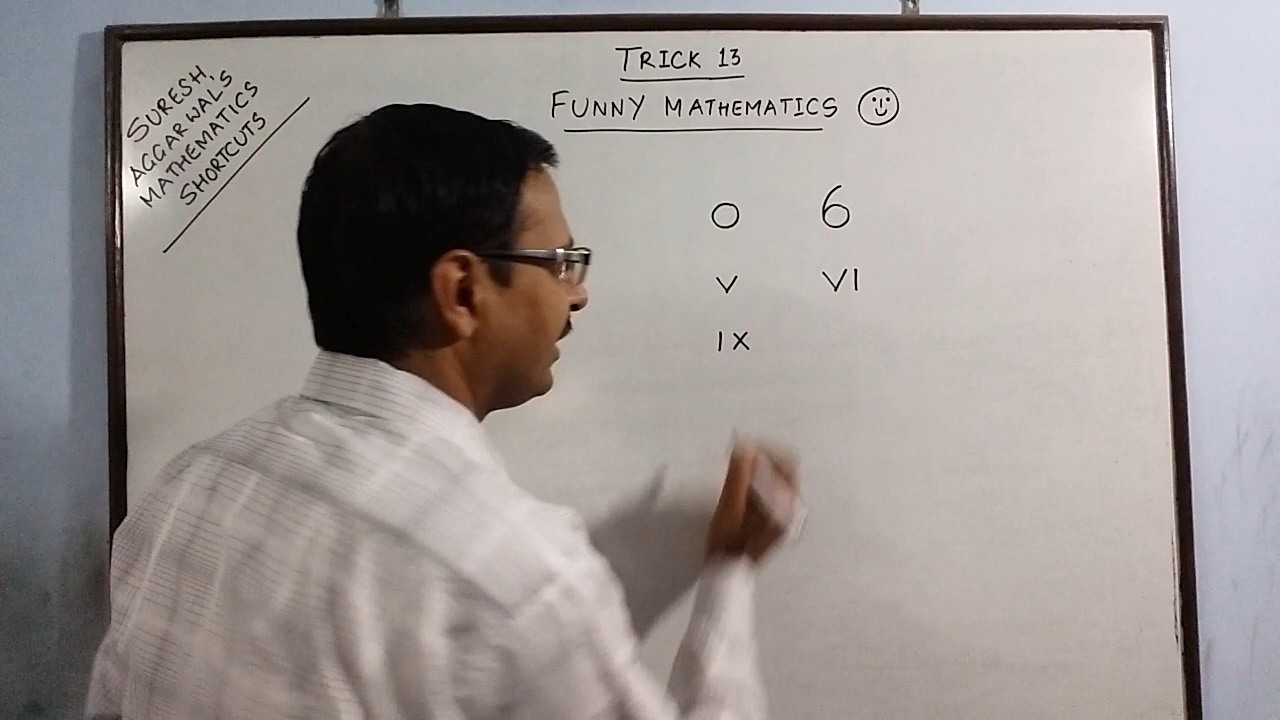 SURESH
AGGARWAL'S
MATHEMATICS
SHORTCUTS
TRICK 13
FUNNY MATHEMATICS
0 6
V VI
IX